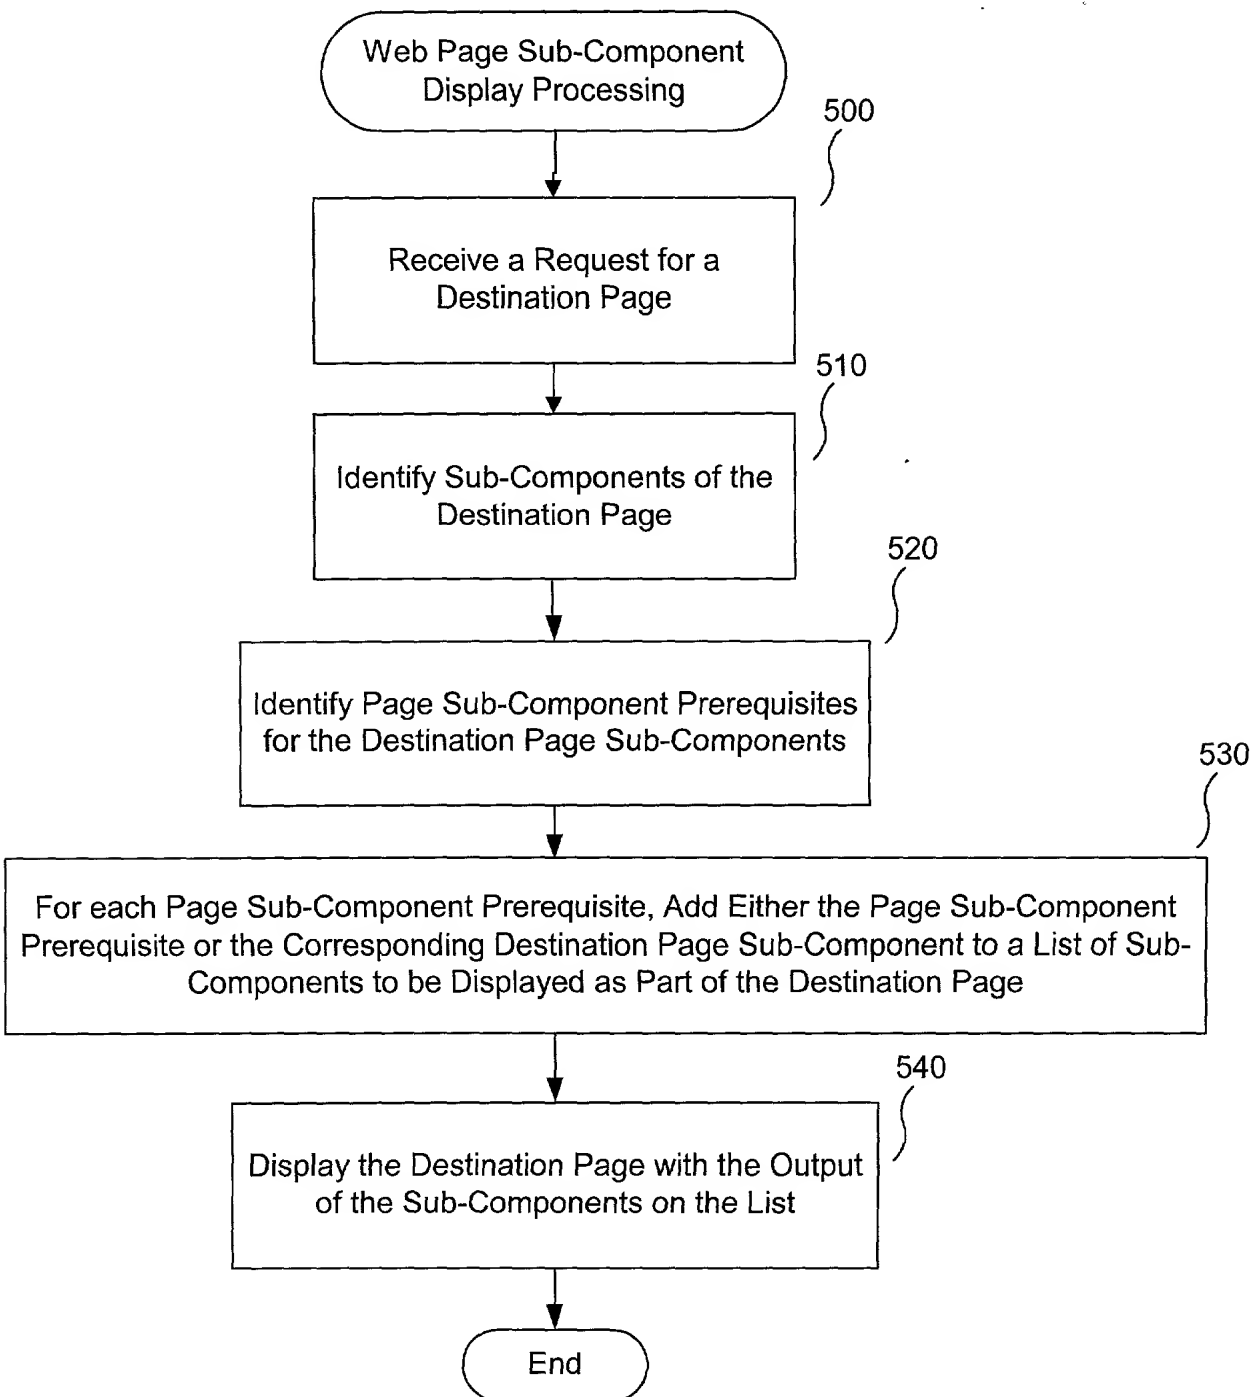 Web Page Sub-Component
Display Processing
500
Receive a Request for a
Destination Page
510
Identify Sub-Components of the
Destination Page
520
Identify Page Sub-Component Prerequisites
for the Destination Page Sub-Components
530
For each Page Sub-Component Prerequisite, Add Either the Page Sub-Component
Prerequisite or the Corresponding Destination Page Sub-Component to a List of Sub-
Components to be Displayed as Part of the Destination Page
540
Display the Destination Page with the Output
of the Sub-Components on the List
End